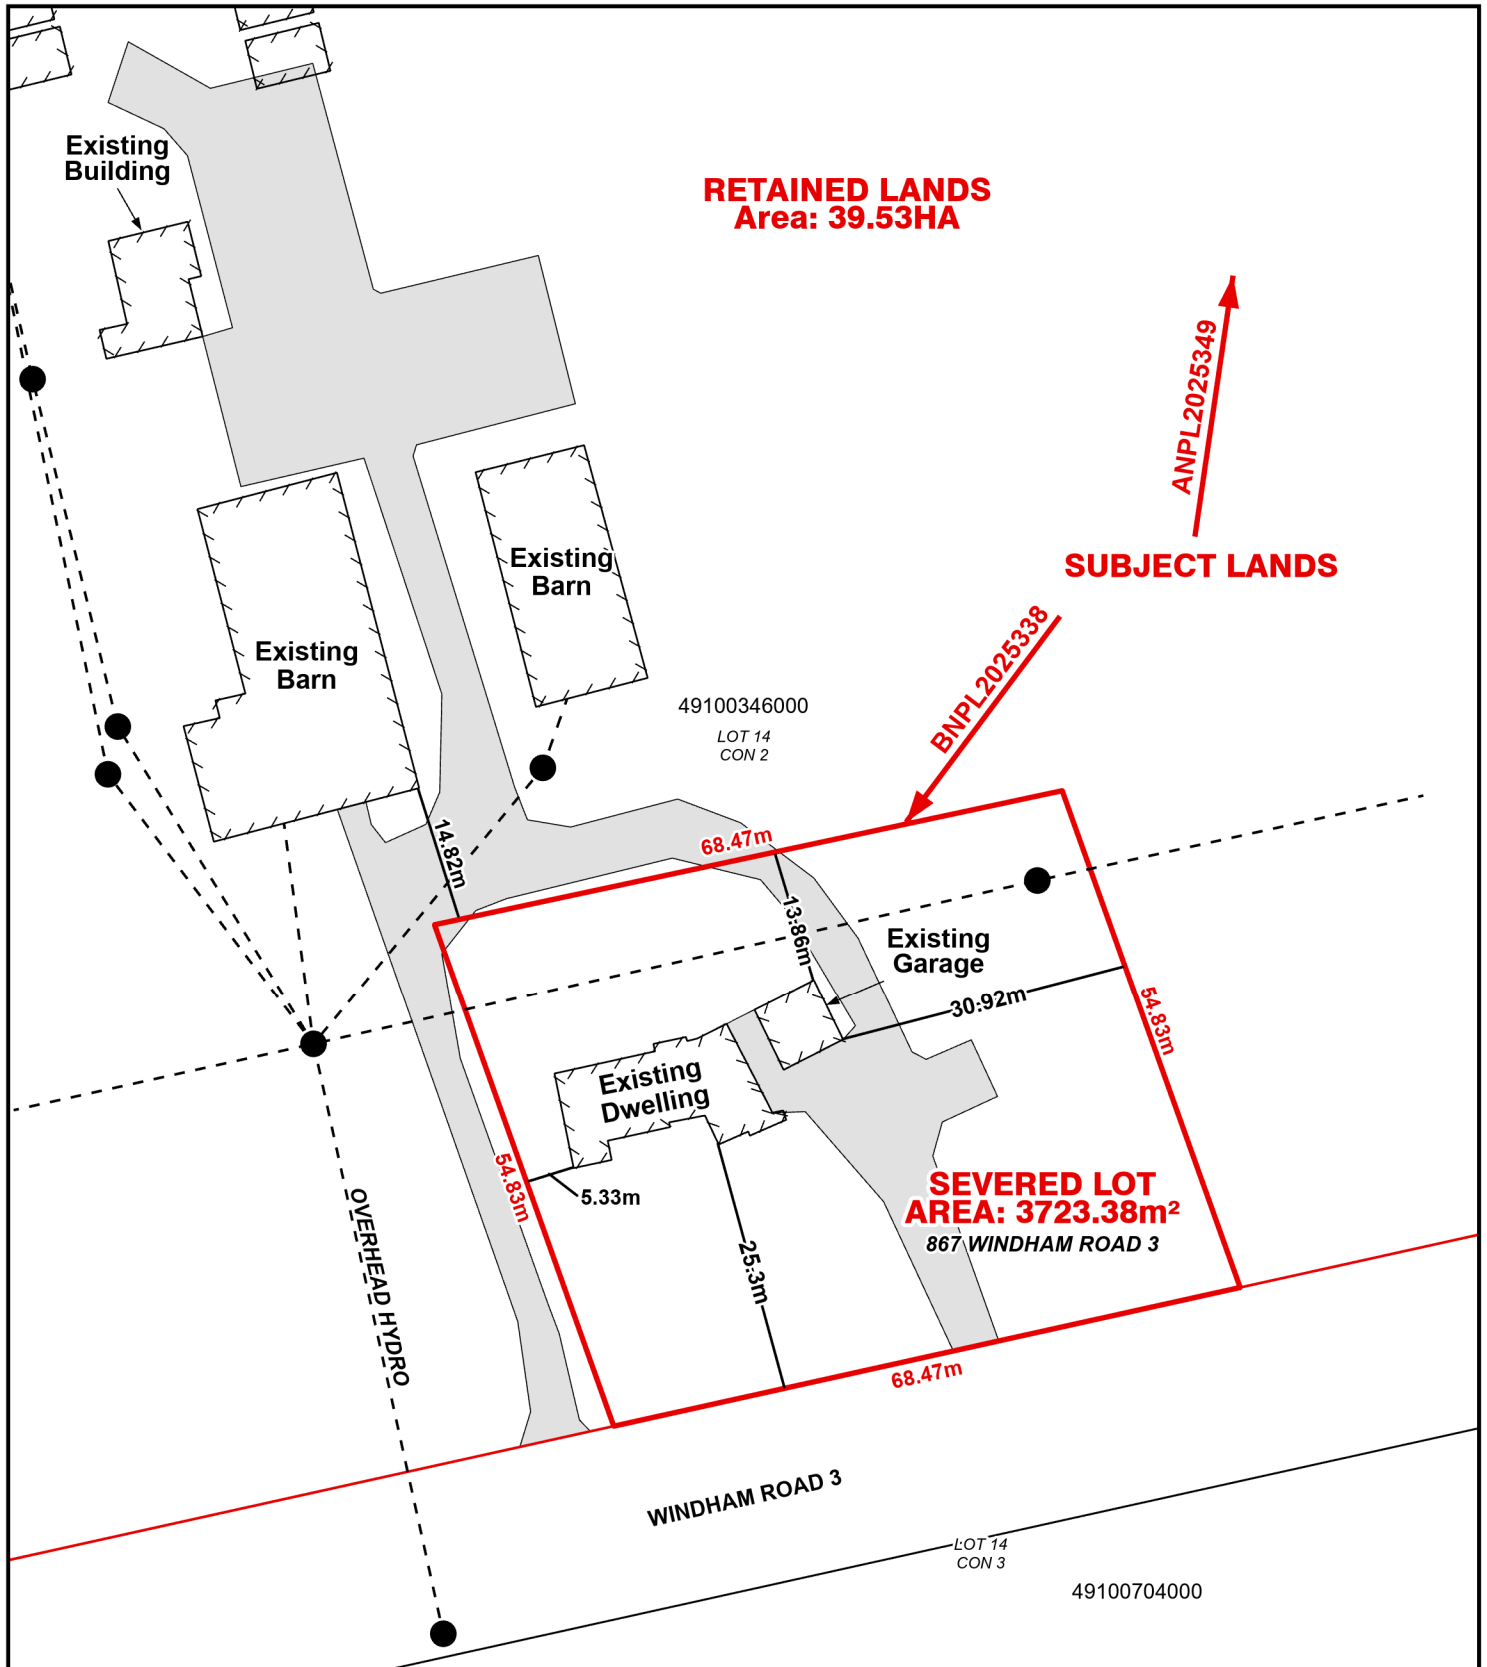 Existing
Building
RETAINED LANDS
Area: 39.53HA
ANPL2025349
SUBJECT LANDS
BNPL2025338
Existing
Barn
Existing
Barn
49100346000
LOT 14
CON 2
14.82m
68.47m
13.86m
Existing
Garage
30.92m
54.83m
Existing
Dwelling
54.83m
5.33m
25.3m
SEVERED LOT
AREA: 3723.38m²
867 WINDHAM ROAD 3
OVERHEAD HYDRO
68.47m
WINDHAM ROAD 3
LOT 14
CON 3
49100704000